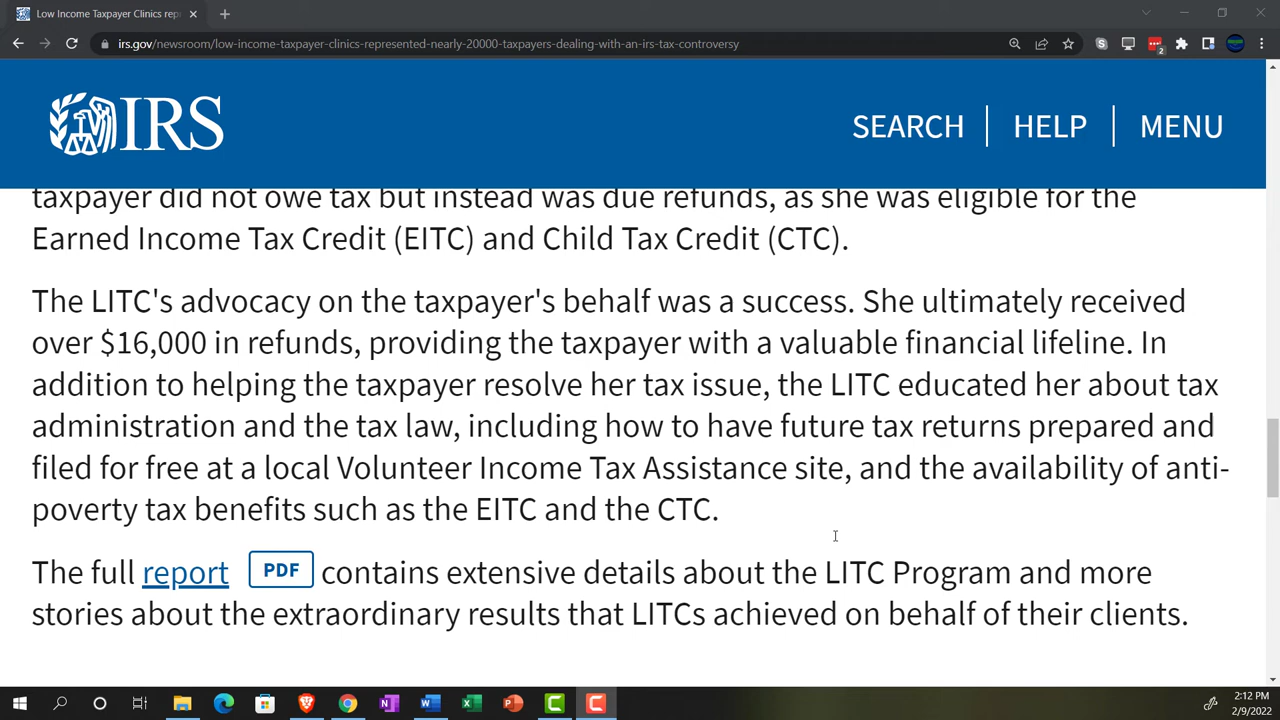 Low Income Taxpayer Clinics rep
irs.gov/newsroom/low-income-taxpayer-clinics-represented-nearly-20000-taxpayers-dealing-with-an-irs-tax-controversy
2
IRS
SEARCH HELP MENU
taxpayer did not owe tax but instead was due refunds, as she was eligible for the
Earned Income Tax Credit (EITC) and Child Tax Credit (CTC).
The LITC's advocacy on the taxpayer's behalf was a success. She ultimately received
over $16,000 in refunds, providing the taxpayer with a valuable financial lifeline. In
addition to helping the taxpayer resolve her tax issue, the LITC educated her about tax
administration and the tax law, including how to have future tax returns prepared and
filed for free at a local Volunteer Income Tax Assistance site, and the availability of anti-
poverty tax benefits such as the EITC and the CTC.
The full report PDF contains extensive details about the LITC Program and more
stories about the extraordinary results that LITCs achieved on behalf of their clients.
2:12 PM
2/9/2022